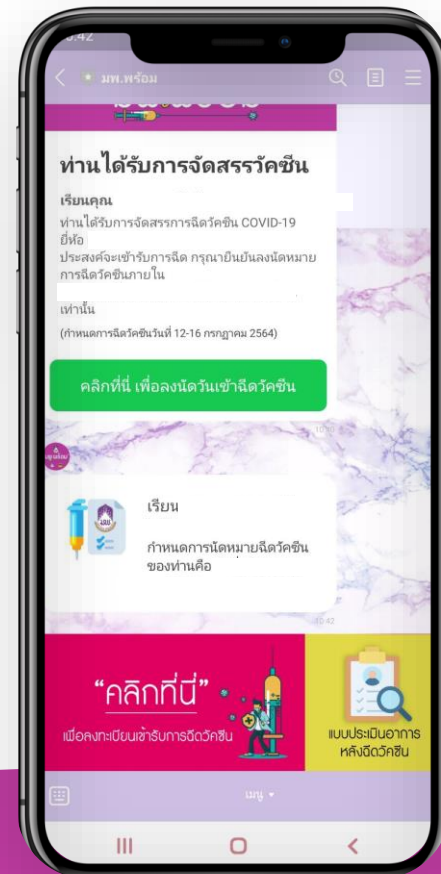 มพ.พร้อม
ท่านได้รับการจัดสรรวัคซีน
เรียนคุณ
ท่านได้รับการจัดสรรการฉีดวัคซีน COVID-19
ยี่ห้อ
ประสงค์จะเข้ารับการฉีด กรุณายืนยันลงนัดหมาย
การฉีดวัคซีนภายใน
เท่านั้น
(กำหนดการฉีดวัคซีนวันที่ 12-16 กรกฎาคม 2564)
คลิกที่นี่ เพื่อลงนัดวันเข้าฉีดวัคซีน
เรียน
กำหนดการนัดหมายฉีดวัคซีน
ของท่านคือ
10:42
“คลิกที่นี่”
เพื่อลงทะเบียนเข้ารับการฉีดวัคซีน
แบบประเมินอาการ
หลังฉีดวัคซีน
เมนู